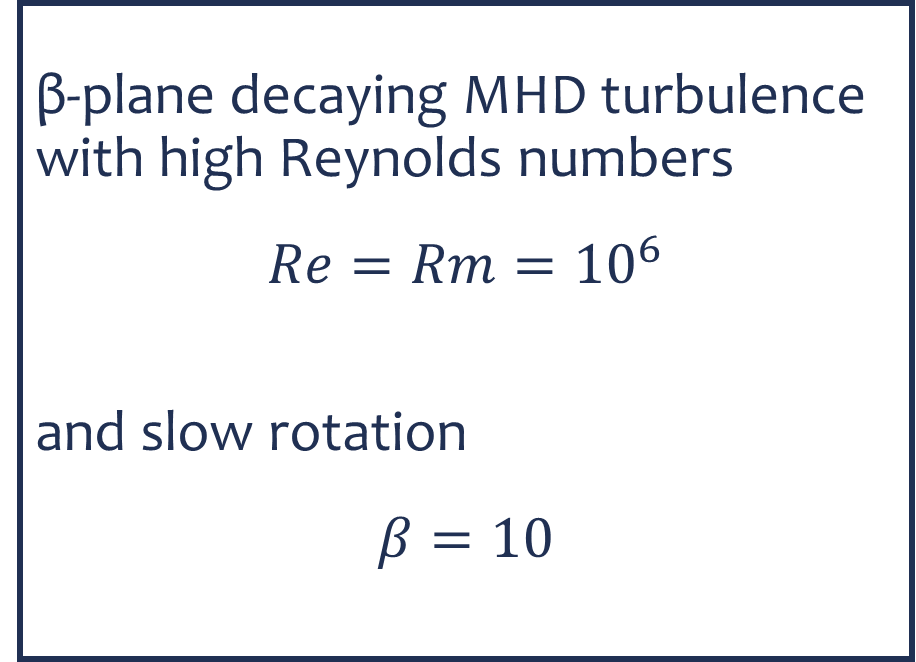 β-plane decaying MHD turbulence
with high Reynolds numbers
Re = Rm = 10⁶
and slow rotation
β = 10